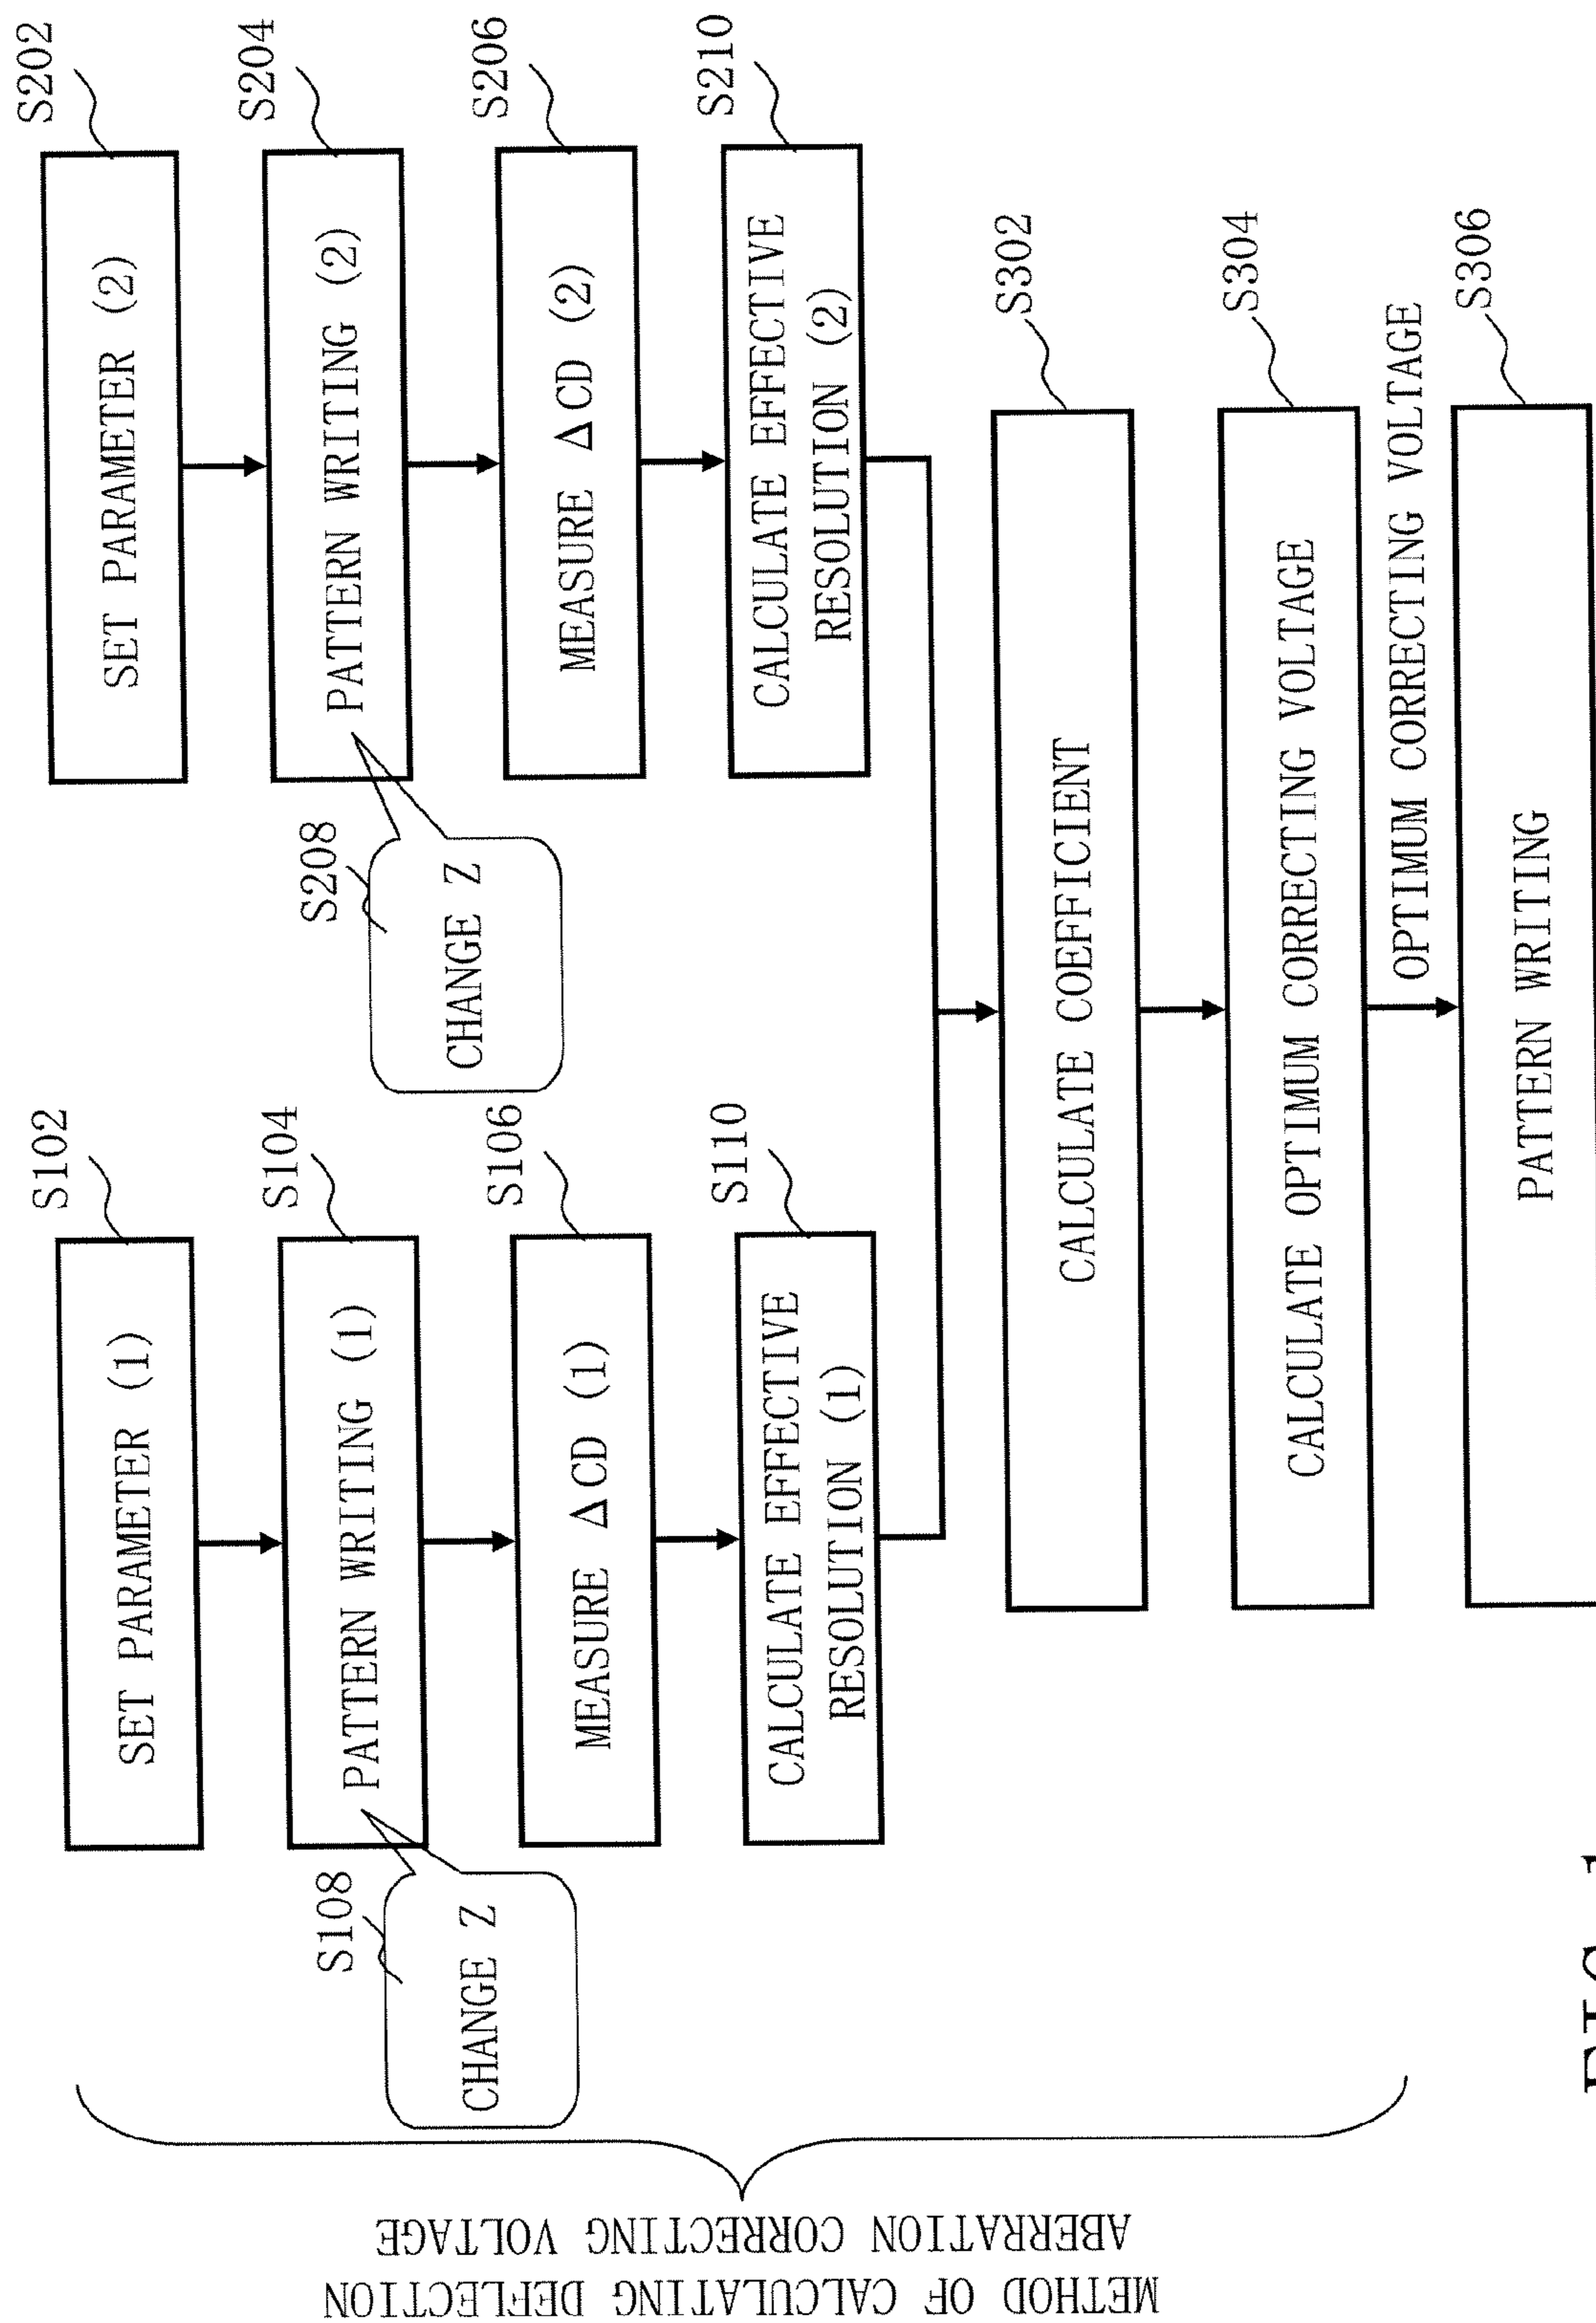 METHOD OF CALCULATING DEFLECTION
ABERRATION CORRECTING VOLTAGE
S102
SET PARAMETER (1)
S104
PATTERN WRITING (1)
S108
CHANGE Z
S106
MEASURE ΔCD (1)
S110
CALCULATE EFFECTIVE
RESOLUTION (1)
S202
SET PARAMETER (2)
S204
PATTERN WRITING (2)
S208
CHANGE Z
S206
MEASURE ΔCD (2)
S210
CALCULATE EFFECTIVE
RESOLUTION (2)
S302
CALCULATE COEFFICIENT
S304
CALCULATE OPTIMUM CORRECTING VOLTAGE
OPTIMUM CORRECTING VOLTAGE
S306
PATTERN WRITING